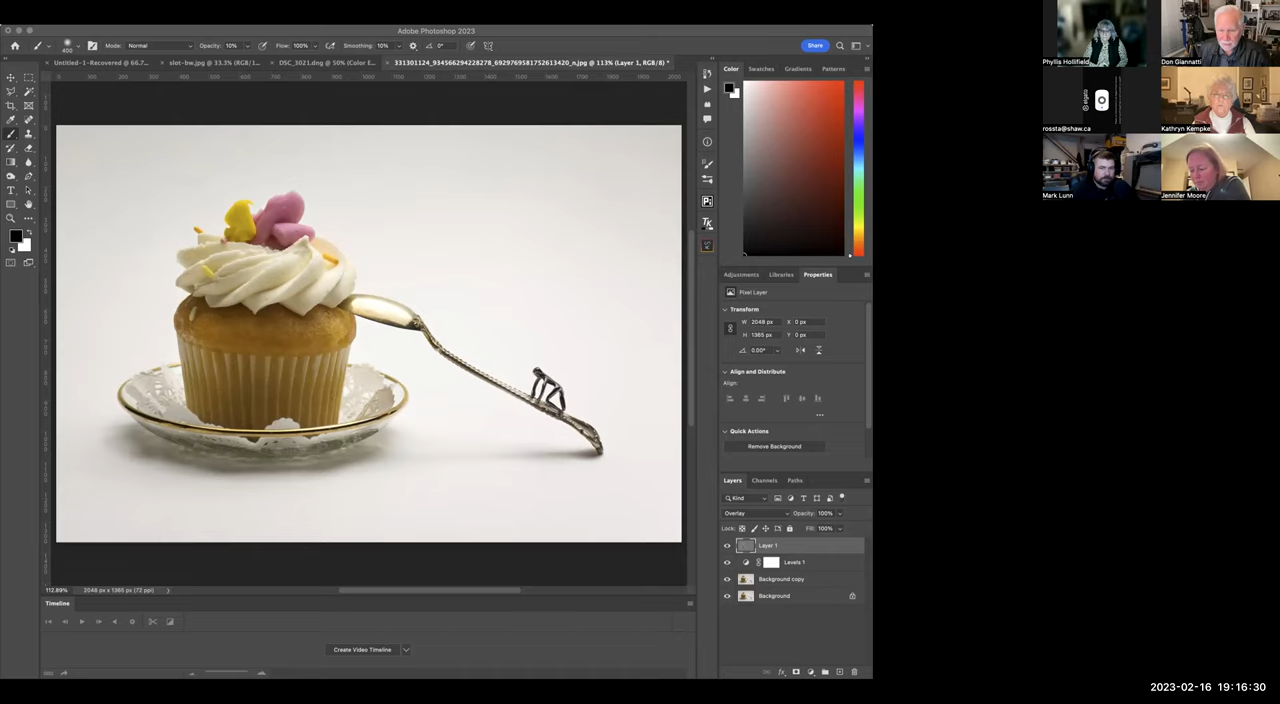 Adobe Photoshop 2023
400
Mode: Normal
Opacity: 10%
Flow: 100%
Smoothing: 10%
0°
Share
Untitled-1-Recovered @ 66.7...
slot-bw.jpg @ 33.3% (RGB/1...
DSC_3021.dng @ 50% (Color E...
331301124_934566294228278_6929769581752613420_n.jpg @ 113% (Layer 1, RGB/8) *
Color
Swatches
Gradients
Patterns
Adjustments
Libraries
Properties
Pixel Layer
Transform
W 2048 px X 0 px
H 1365 px Y 0 px
0.00°
Align and Distribute
Align:
...
Quick Actions
Remove Background
Layers
Channels
Paths
Kind
Overlay
Opacity: 100%
Lock:
Fill: 100%
Layer 1
Levels 1
Background copy
Background
fx
112.89%
2048 px x 1365 px (72 ppi)
Timeline
Create Video Timeline
Phyllis Hollifield
Don Giannatti
elgato
rossta@shaw.ca
Kathryn Kempke
Mark Lunn
Jennifer Moore
2023-02-16 19:16:30